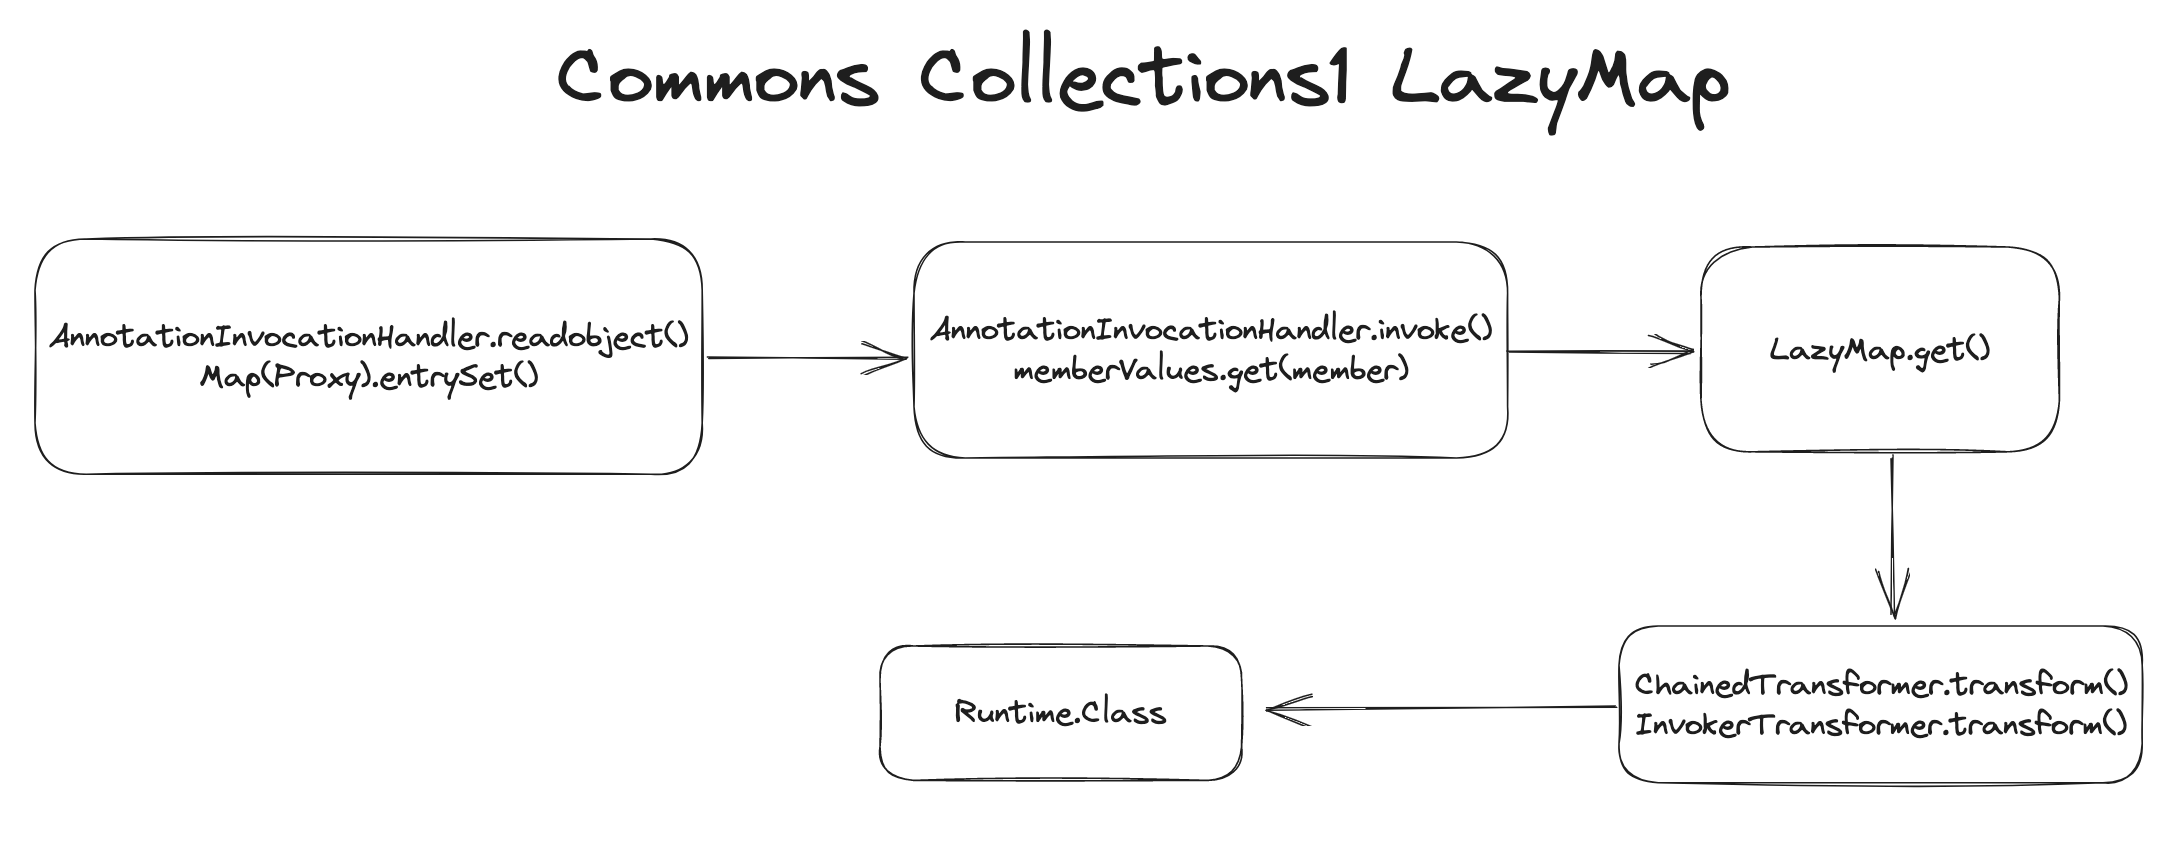 Commons Collections1 LazyMap
AnnotationInvocationHandler.readobject()
Map(Proxy).entrySet()
AnnotationInvocationHandler.invoke()
memberValues.get(member)
LazyMap.get()
ChainedTransformer.transform()
InvokerTransformer.transform()
Runtime.Class